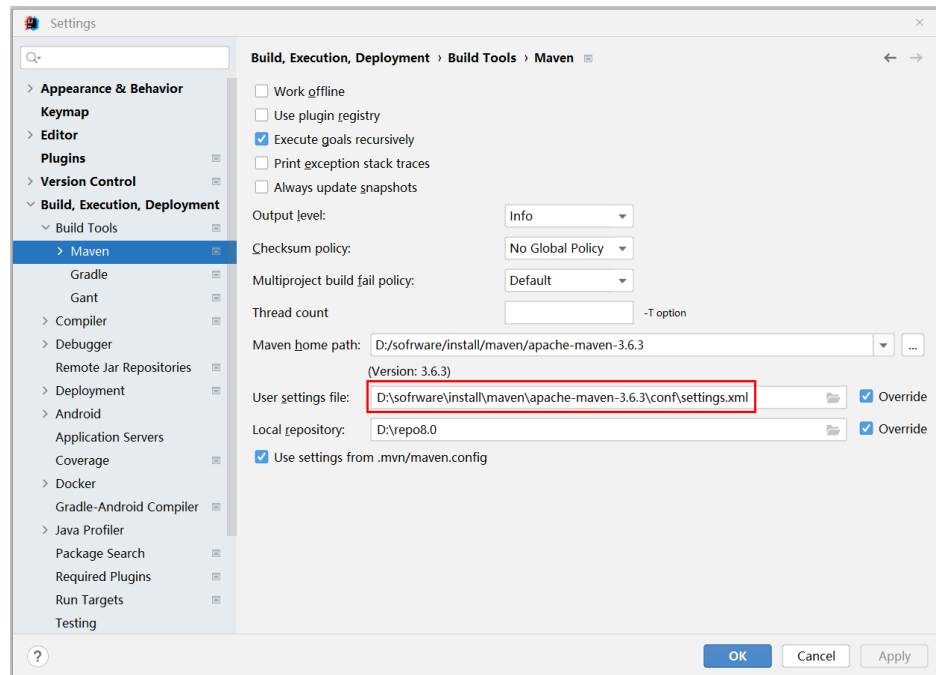 Settings
Build, Execution, Deployment › Build Tools › Maven
Appearance & Behavior
Keymap
Editor
Plugins
Version Control
Build, Execution, Deployment
Build Tools
Maven
Gradle
Gant
Compiler
Debugger
Remote Jar Repositories
Deployment
Android
Application Servers
Coverage
Docker
Gradle-Android Compiler
Java Profiler
Package Search
Required Plugins
Run Targets
Testing
Work offline
Use plugin registry
Execute goals recursively
Print exception stack traces
Always update snapshots
Output level: Info
Checksum policy: No Global Policy
Multiproject build fail policy: Default
Thread count -T option
Maven home path: D:/sofrware/install/maven/apache-maven-3.6.3 ...
(Version: 3.6.3)
User settings file: D:\sofrware\install\maven\apache-maven-3.6.3\conf\settings.xml Override
Local repository: D:\repo8.0 Override
Use settings from .mvn/maven.config
? OK Cancel Apply